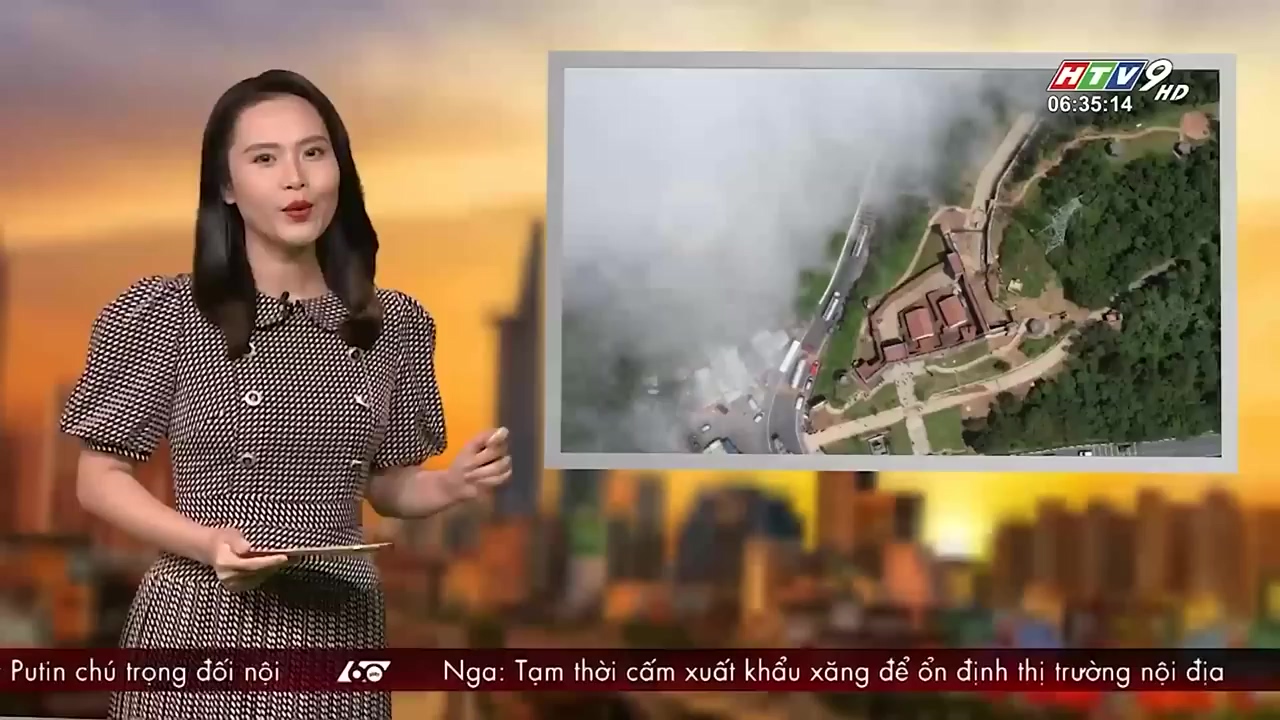 HTV9 HD
06:35:14
Putin chú trọng đối nội
60 Nga: Tạm thời cấm xuất khẩu xăng để ổn định thị trường nội địa